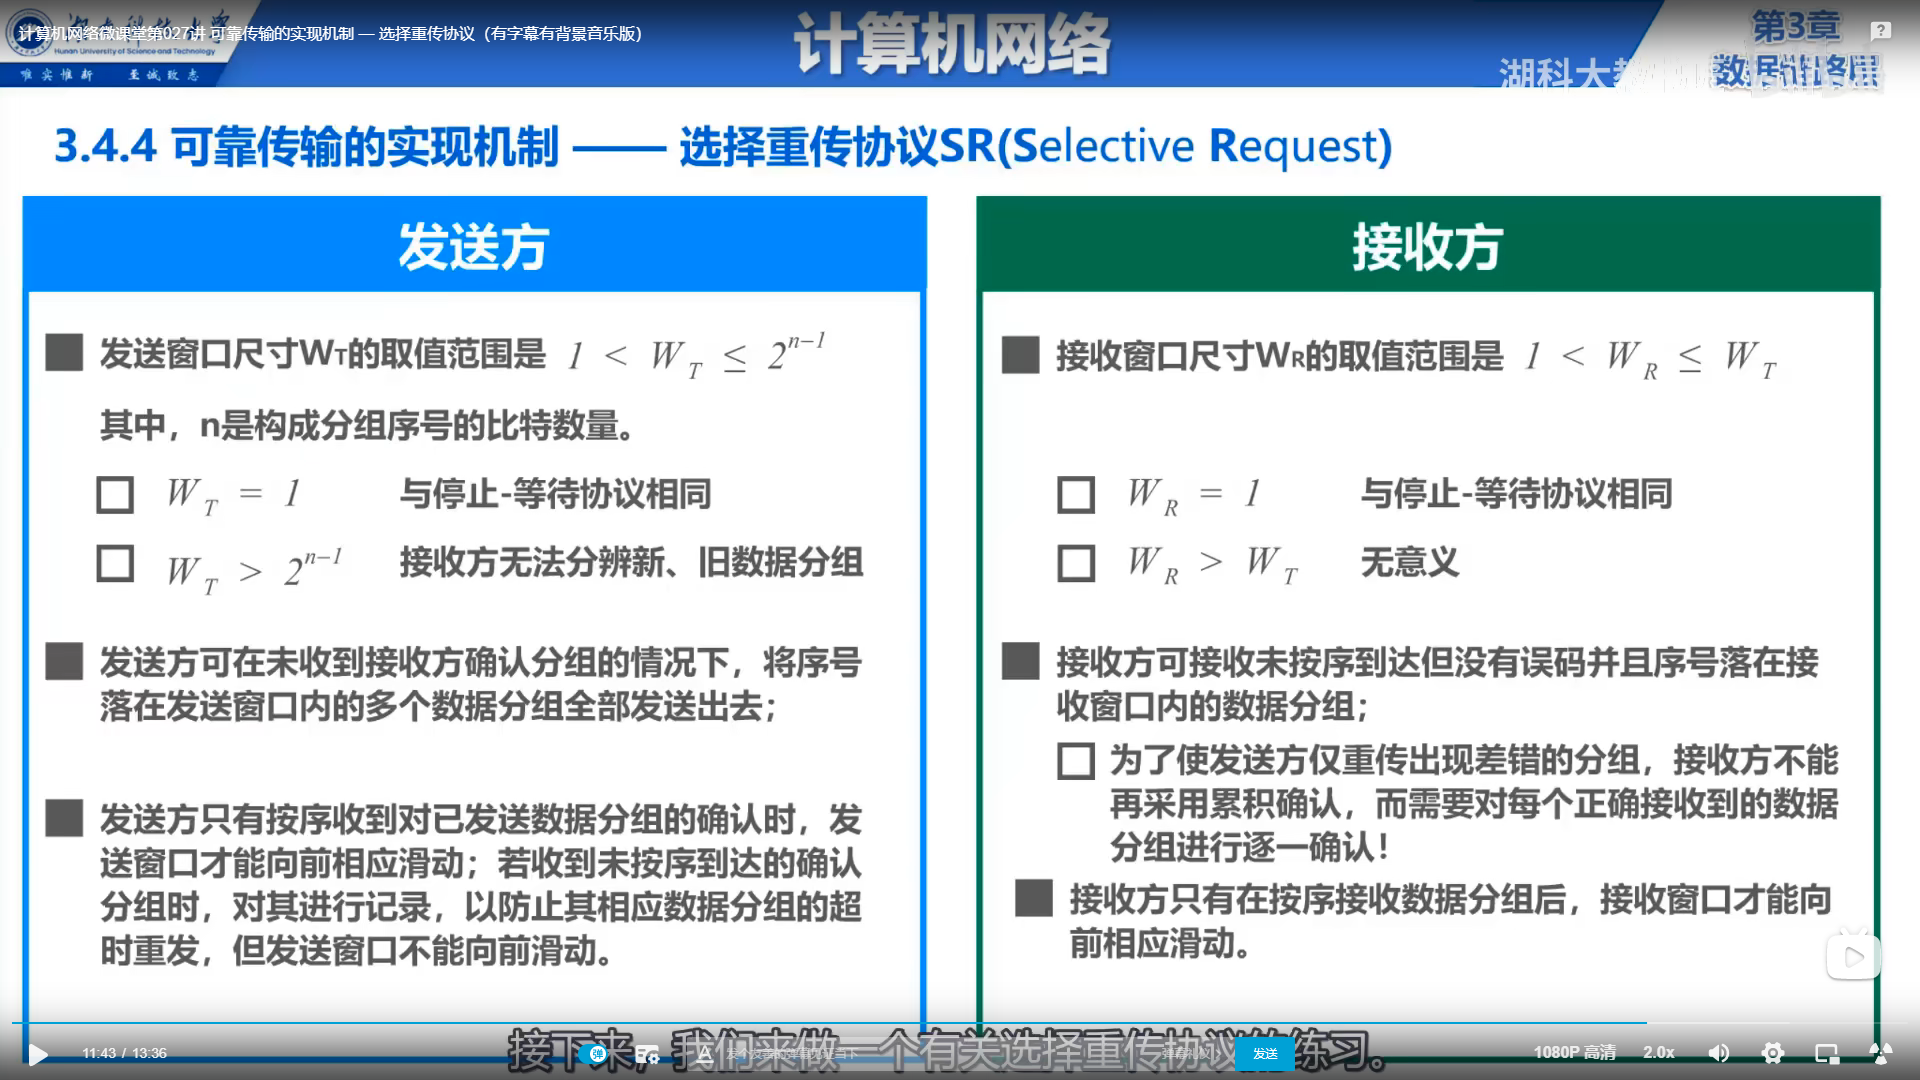 计算机网络微课堂第027讲 可靠传输的实现机制 — 选择重传协议（有字幕有背景音乐版）
Hunan University of Science and Technology
唯实惟新 至诚致志
计算机网络
第3章
数据链路层
湖科大教
3.4.4 可靠传输的实现机制 —— 选择重传协议SR(Selective Request)
发送方
发送窗口尺寸WT的取值范围是 1 < W_T ≤ 2^{n-1}
其中，n是构成分组序号的比特数量。
W_T = 1 与停止-等待协议相同
W_T > 2^{n-1} 接收方无法分辨新、旧数据分组
发送方可在未收到接收方确认分组的情况下，将序号
落在发送窗口内的多个数据分组全部发送出去；
发送方只有按序收到对已发送数据分组的确认时，发
送窗口才能向前相应滑动；若收到未按序到达的确认
分组时，对其进行记录，以防止其相应数据分组的超
时重发，但发送窗口不能向前滑动。
接收方
接收窗口尺寸WR的取值范围是 1 < W_R ≤ W_T
W_R = 1 与停止-等待协议相同
W_R > W_T 无意义
接收方可接收未按序到达但没有误码并且序号落在接
收窗口内的数据分组；
为了使发送方仅重传出现差错的分组，接收方不能
再采用累积确认，而需要对每个正确接收到的数据
分组进行逐一确认！
接收方只有在按序接收数据分组后，接收窗口才能向
前相应滑动。
接下来，我们来做一个有关选择重传协议的练习。
11:43 / 13:36
弹
发个友善的弹幕见证当下
弹幕礼仪
发送
1080P 高清
2.0x